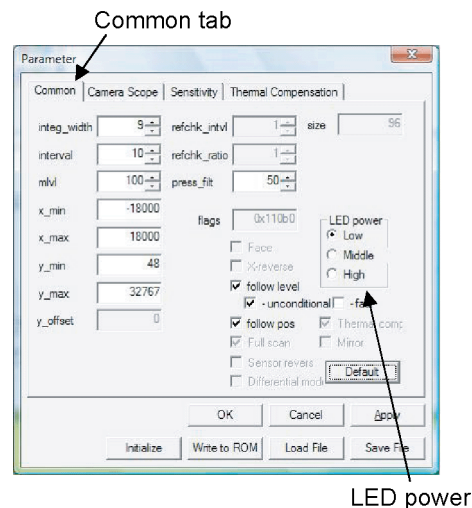 Common tab
Parameter
Common Camera Scope Sensitivity Thermal Compensation
integ_width 9 refchk_intvl 1 size 96
interval 10 refchk_ratio 1
mlvl 100 press_filt 50
x_min -18000
flags 0x110b0
LED power
Low
x_max 18000
Face
Middle
y_min 48
X-reverse
High
y_max 32767
follow level
- unconditional
y_offset 0
follow pos Thermal comp
Full scan Mirror
Sensor revers
Default
Differential mode
OK Cancel Apply
Initialize Write to ROM Load File Save File
LED power